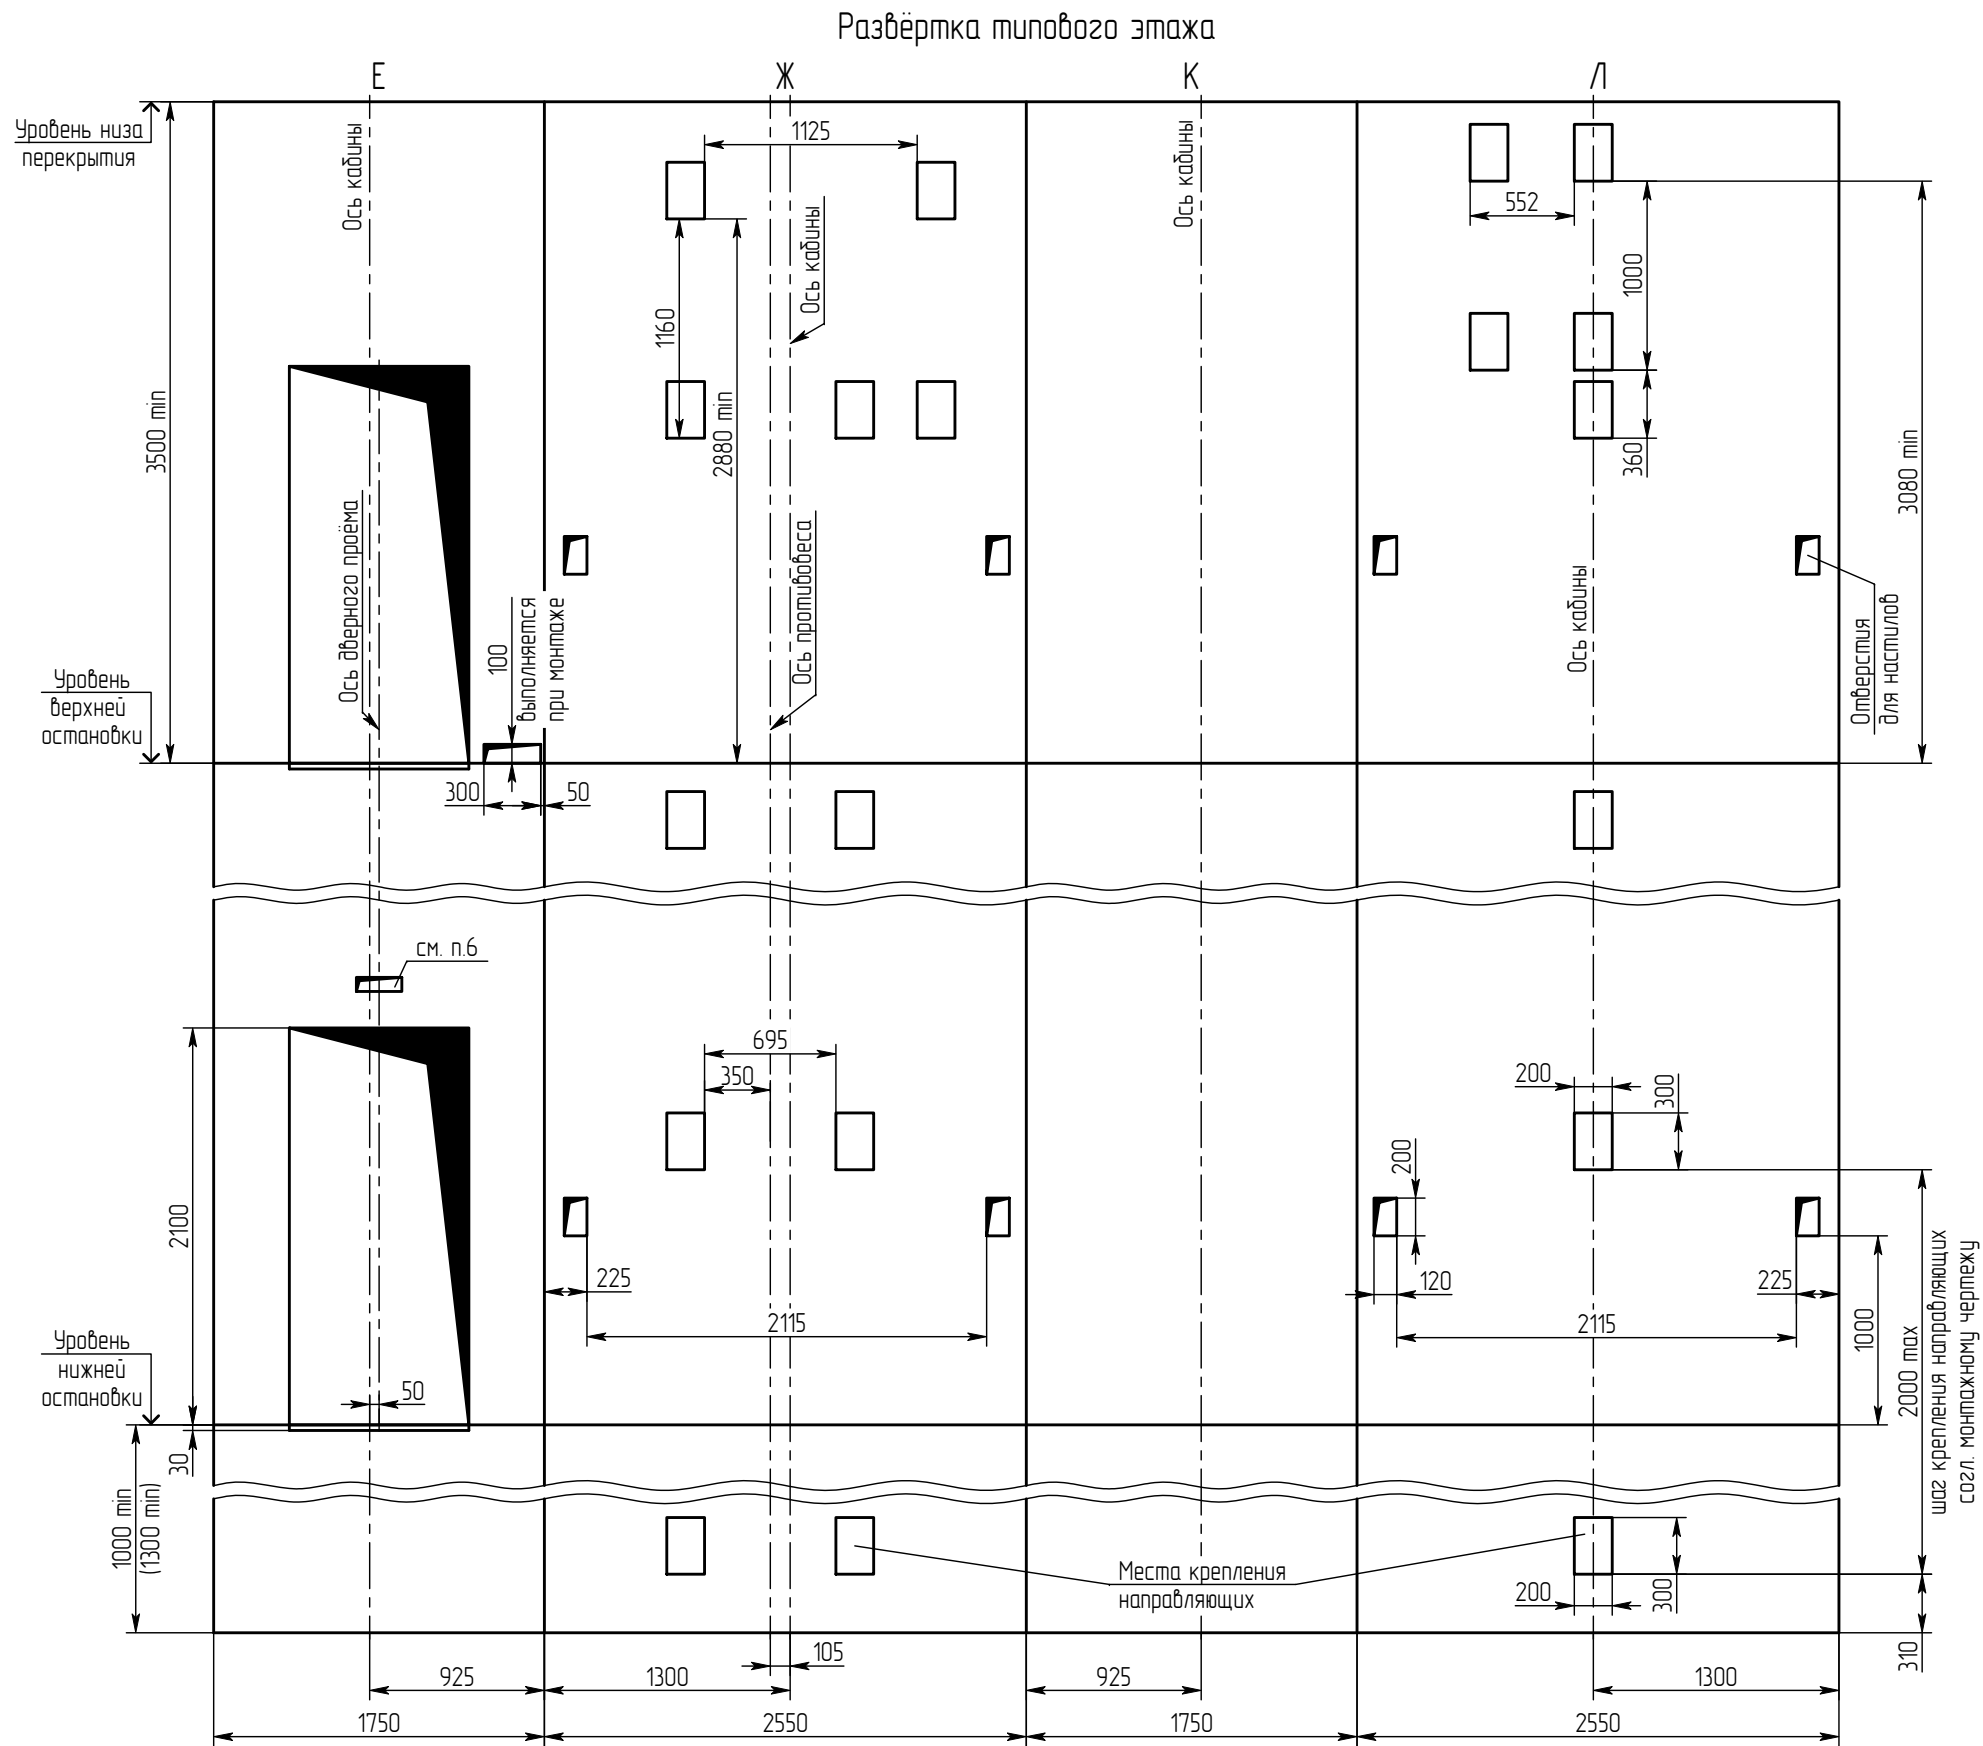 Развёртка типового этажа
Е
Ж
К
Л
Уровень низа
перекрытия
Ось кабины
1125
Ось кабины
Ось кабины
552
1000
1160
2880 min
3500 min
360
3080 min
Ось дверного проёма
Ось противовеса
Ось кабины
Отверстия
для настилов
100
выполняется
при монтаже
Уровень
верхней
остановки
300
50
см. п.6
695
350
200
300
200
2100
225
2115
120
2115
225
1000
2000 max
шаг крепления направляющих
согл. монтажному чертежу
Уровень
нижней
остановки
50
30
1000 min
(1300 min)
Места крепления
направляющих
200
300
310
105
925
1300
925
1300
1750
2550
1750
2550